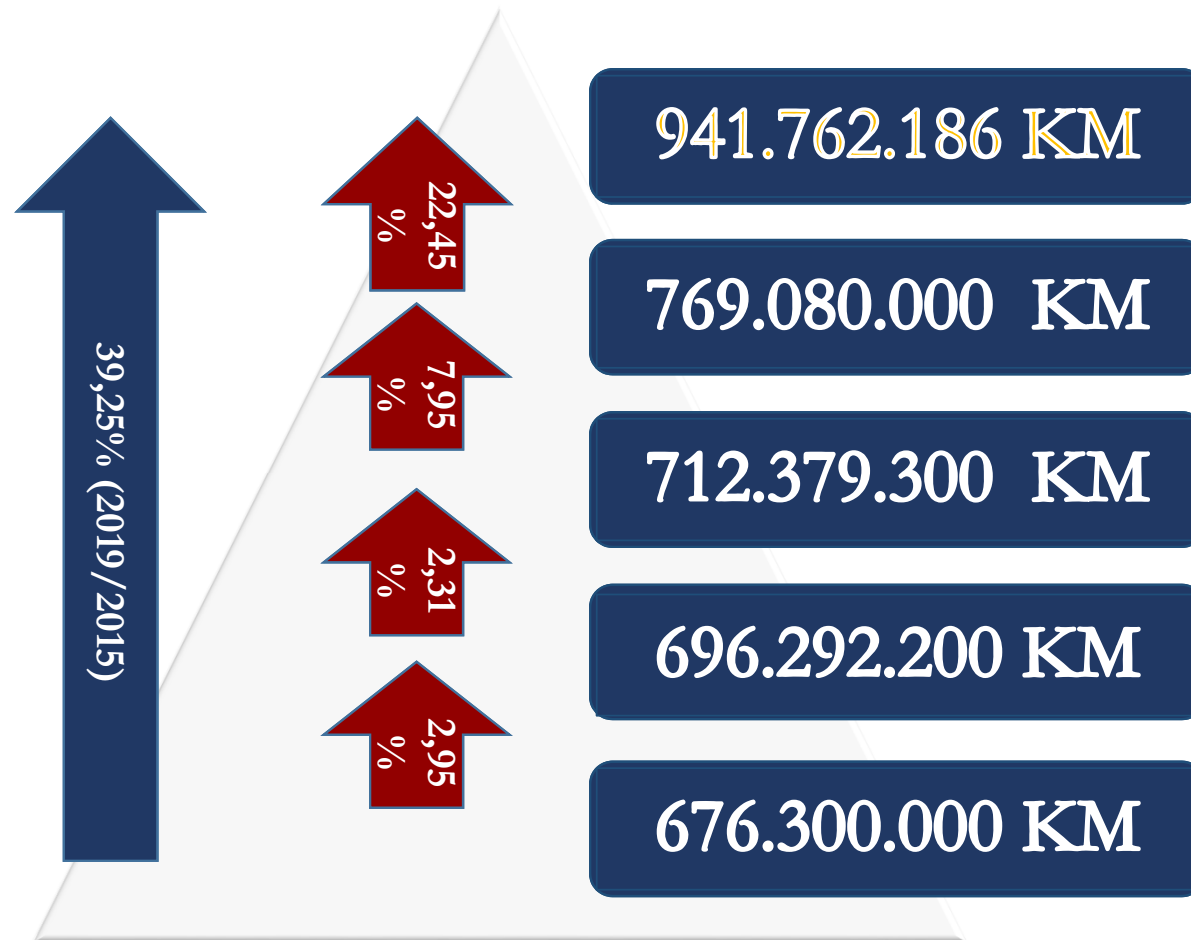 39,25% (2019/2015)
22,45
%
7,95
%
2,31
%
2,95
%
941.762.186 KM
769.080.000 KM
712.379.300 KM
696.292.200 KM
676.300.000 KM